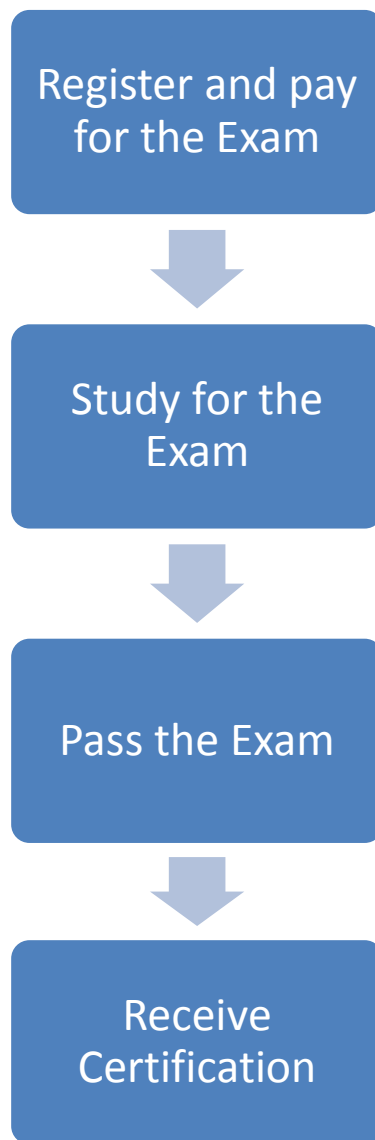 Register and pay
for the Exam
Study for the
Exam
Pass the Exam
Receive
Certification